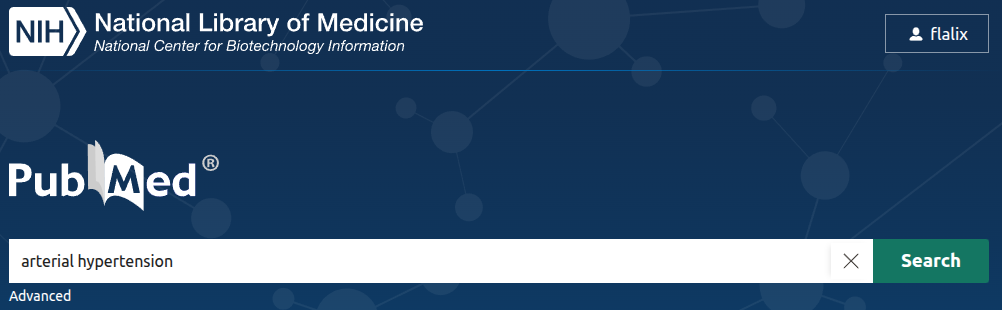 NIH National Library of Medicine
National Center for Biotechnology Information
flalix
PubMed®
arterial hypertension
Search
Advanced